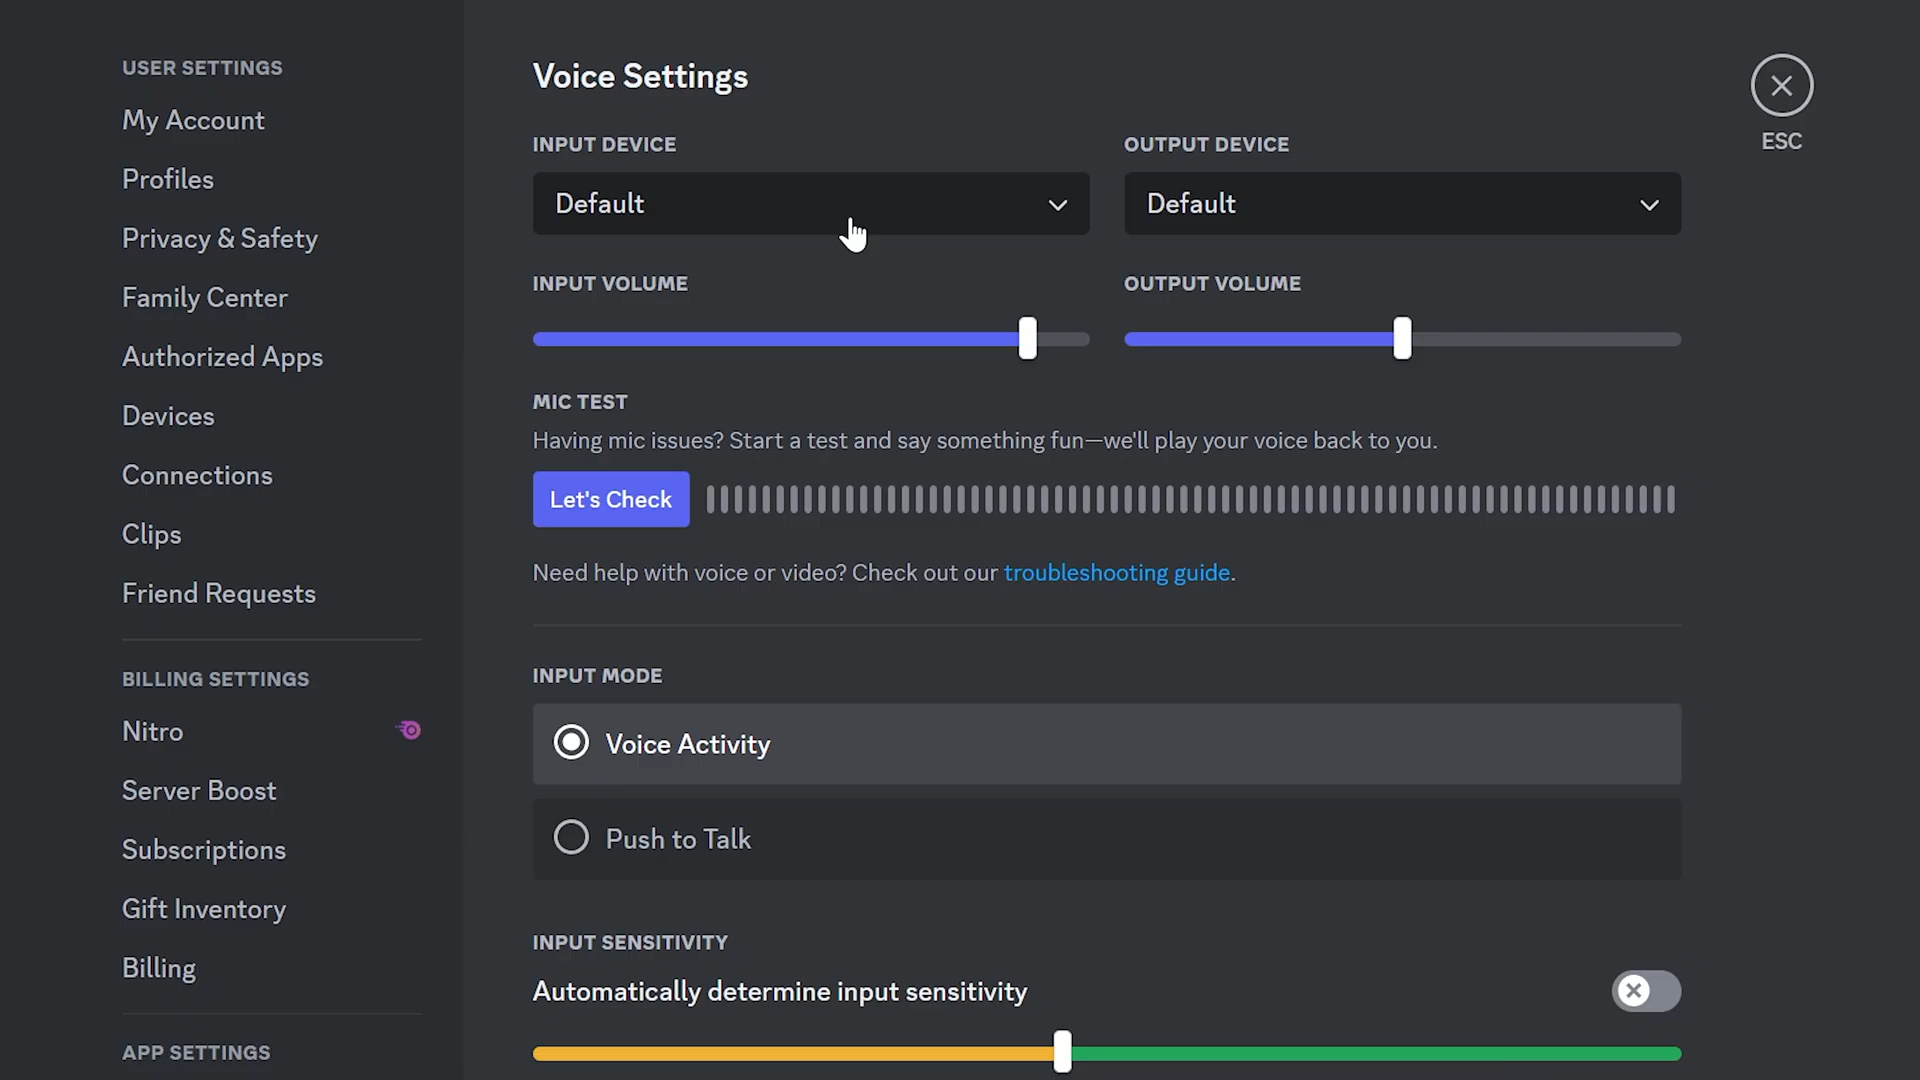 USER SETTINGS
My Account
Profiles
Privacy & Safety
Family Center
Authorized Apps
Devices
Connections
Clips
Friend Requests
BILLING SETTINGS
Nitro
Server Boost
Subscriptions
Gift Inventory
Billing
APP SETTINGS
Voice Settings
INPUT DEVICE
Default
OUTPUT DEVICE
Default
INPUT VOLUME
OUTPUT VOLUME
MIC TEST
Having mic issues? Start a test and say something fun—we'll play your voice back to you.
Let's Check
Need help with voice or video? Check out our troubleshooting guide.
INPUT MODE
Voice Activity
Push to Talk
INPUT SENSITIVITY
Automatically determine input sensitivity
ESC